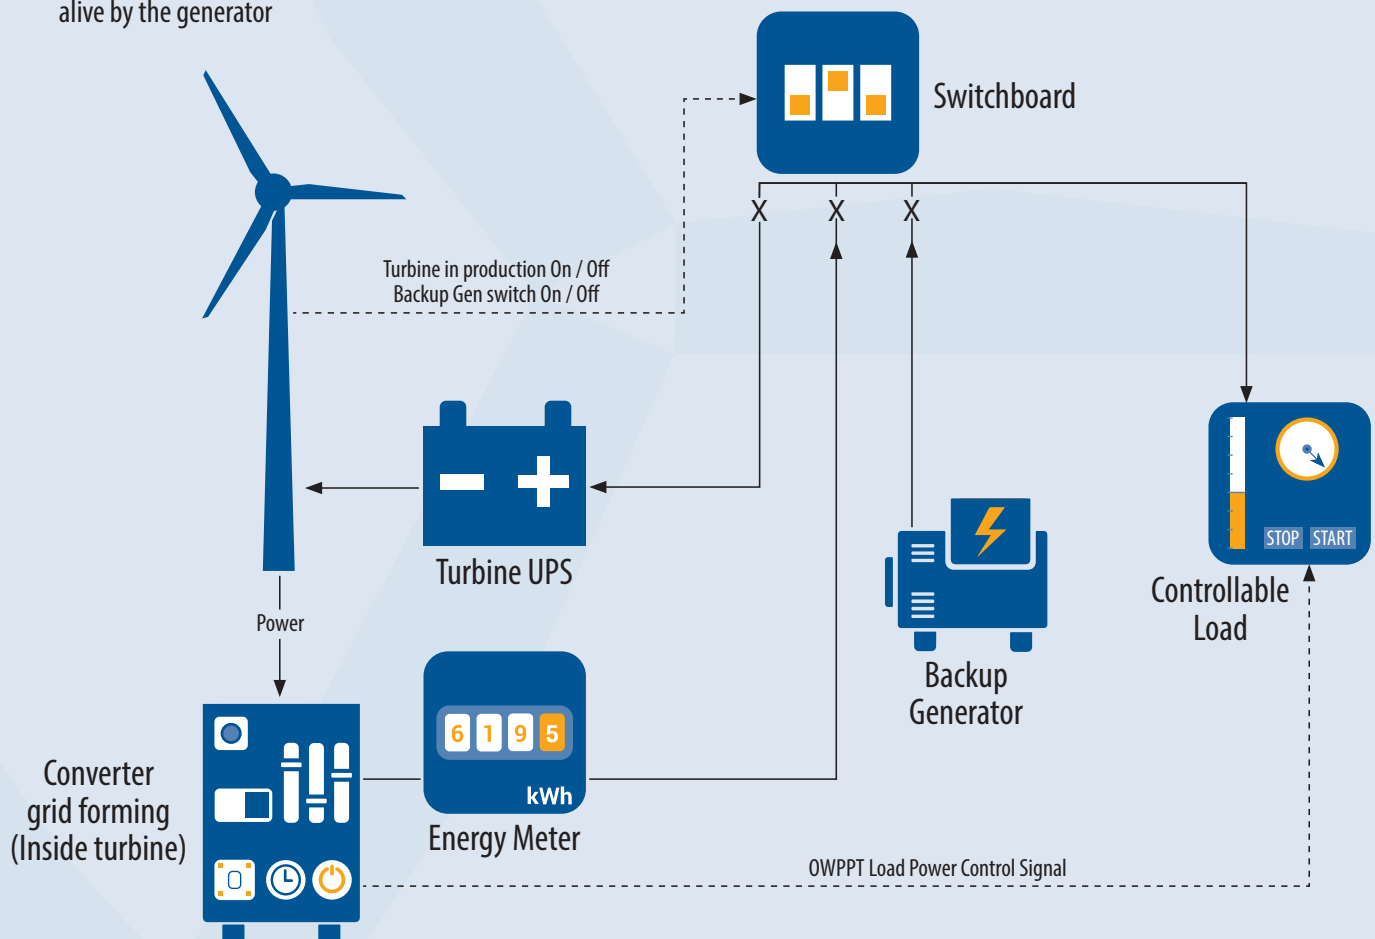 alive by the generator
Switchboard
X X X
Turbine in production On / Off
Backup Gen switch On / Off
STOP START
Turbine UPS
Controllable
Load
Power
Backup
Generator
6 1 9 5
kWh
Converter
grid forming
(Inside turbine)
Energy Meter
OWPPT Load Power Control Signal
0